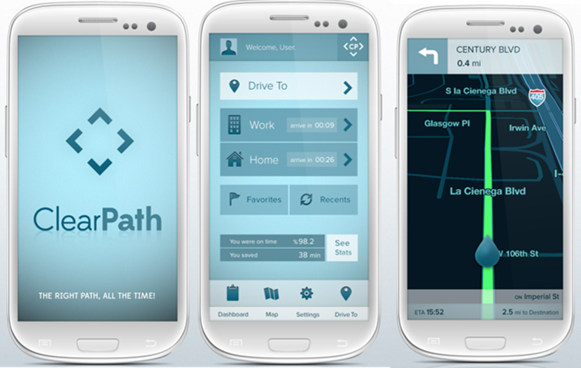 ClearPath
THE RIGHT PATH, ALL THE TIME!
Welcome, User.
CP
Drive To
Work
arrive in 00:09
Home
arrive in 00:26
Favorites
Recents
You were on time %98.2
You saved 38 min
See
Stats
Dashboard
Map
Settings
Drive To
CENTURY BLVD
0.4 mi
S la Cienega Blvd
405
Glasgow Pl
Irwin Ave
La Cienega Blvd
W 106th St
ON Imperial St
ETA 15:52
2.5 mi to Destination